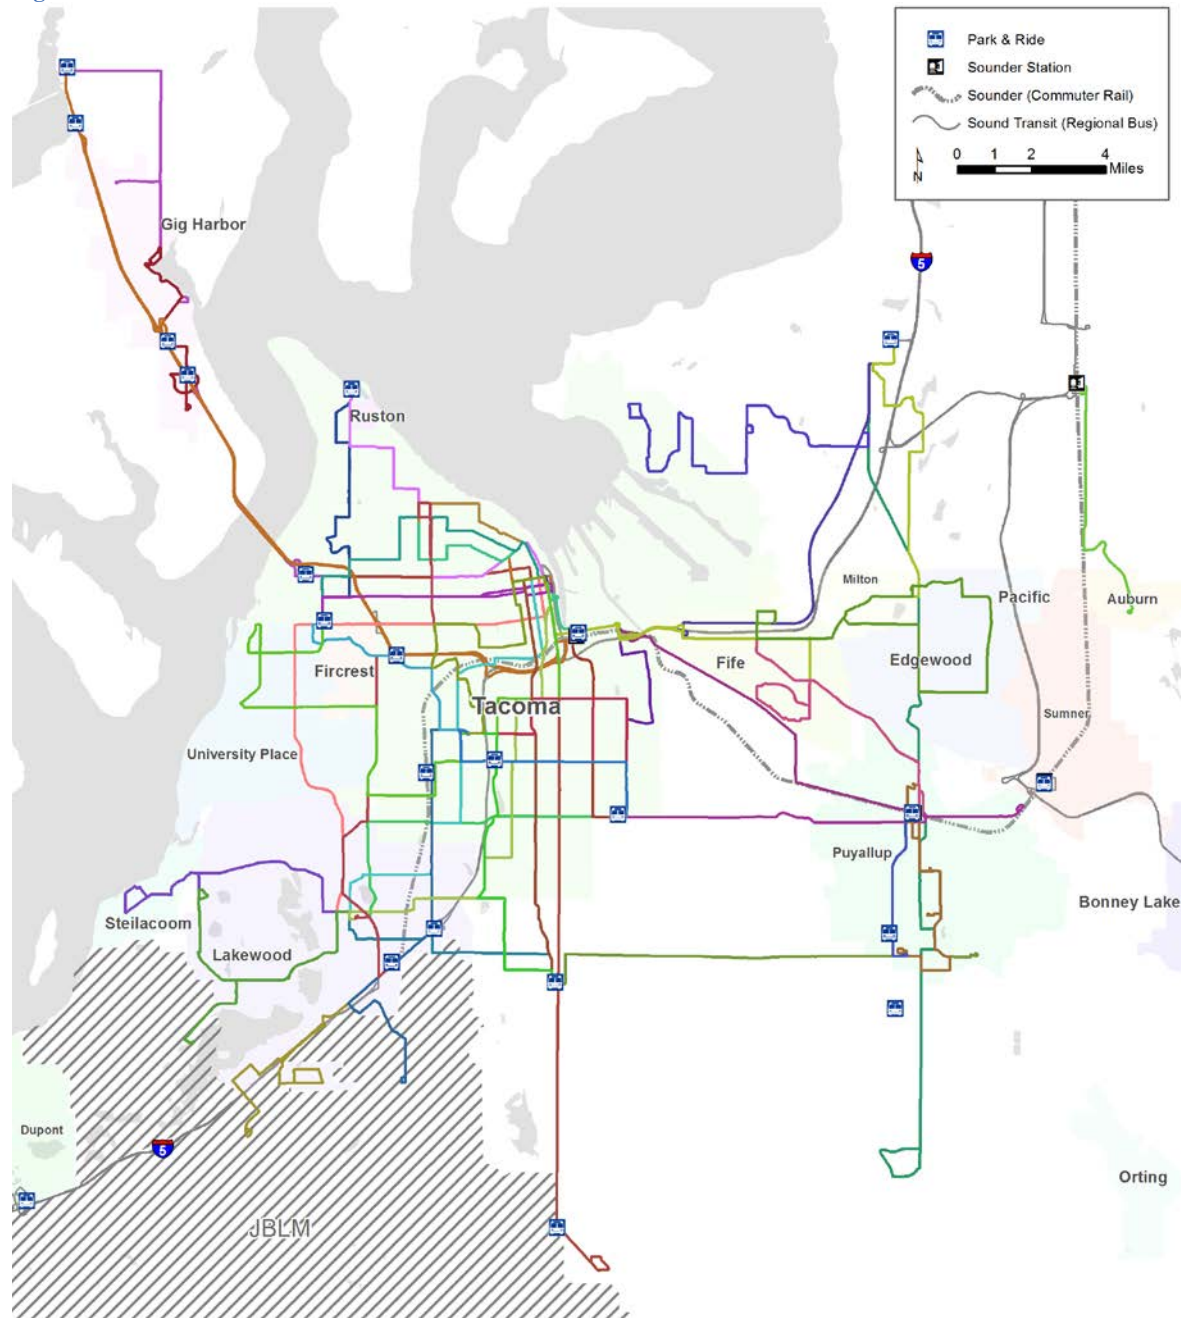 Park & Ride
Sounder Station
Sounder (Commuter Rail)
Sound Transit (Regional Bus)
0 1 2 4
Miles
N
5
Gig Harbor
Ruston
Milton
Pacific
Auburn
Fircrest
Fife
Edgewood
Tacoma
Sumner
University Place
Puyallup
Bonney Lake
Steilacoom
Lakewood
Dupont
5
Orting
JBLM